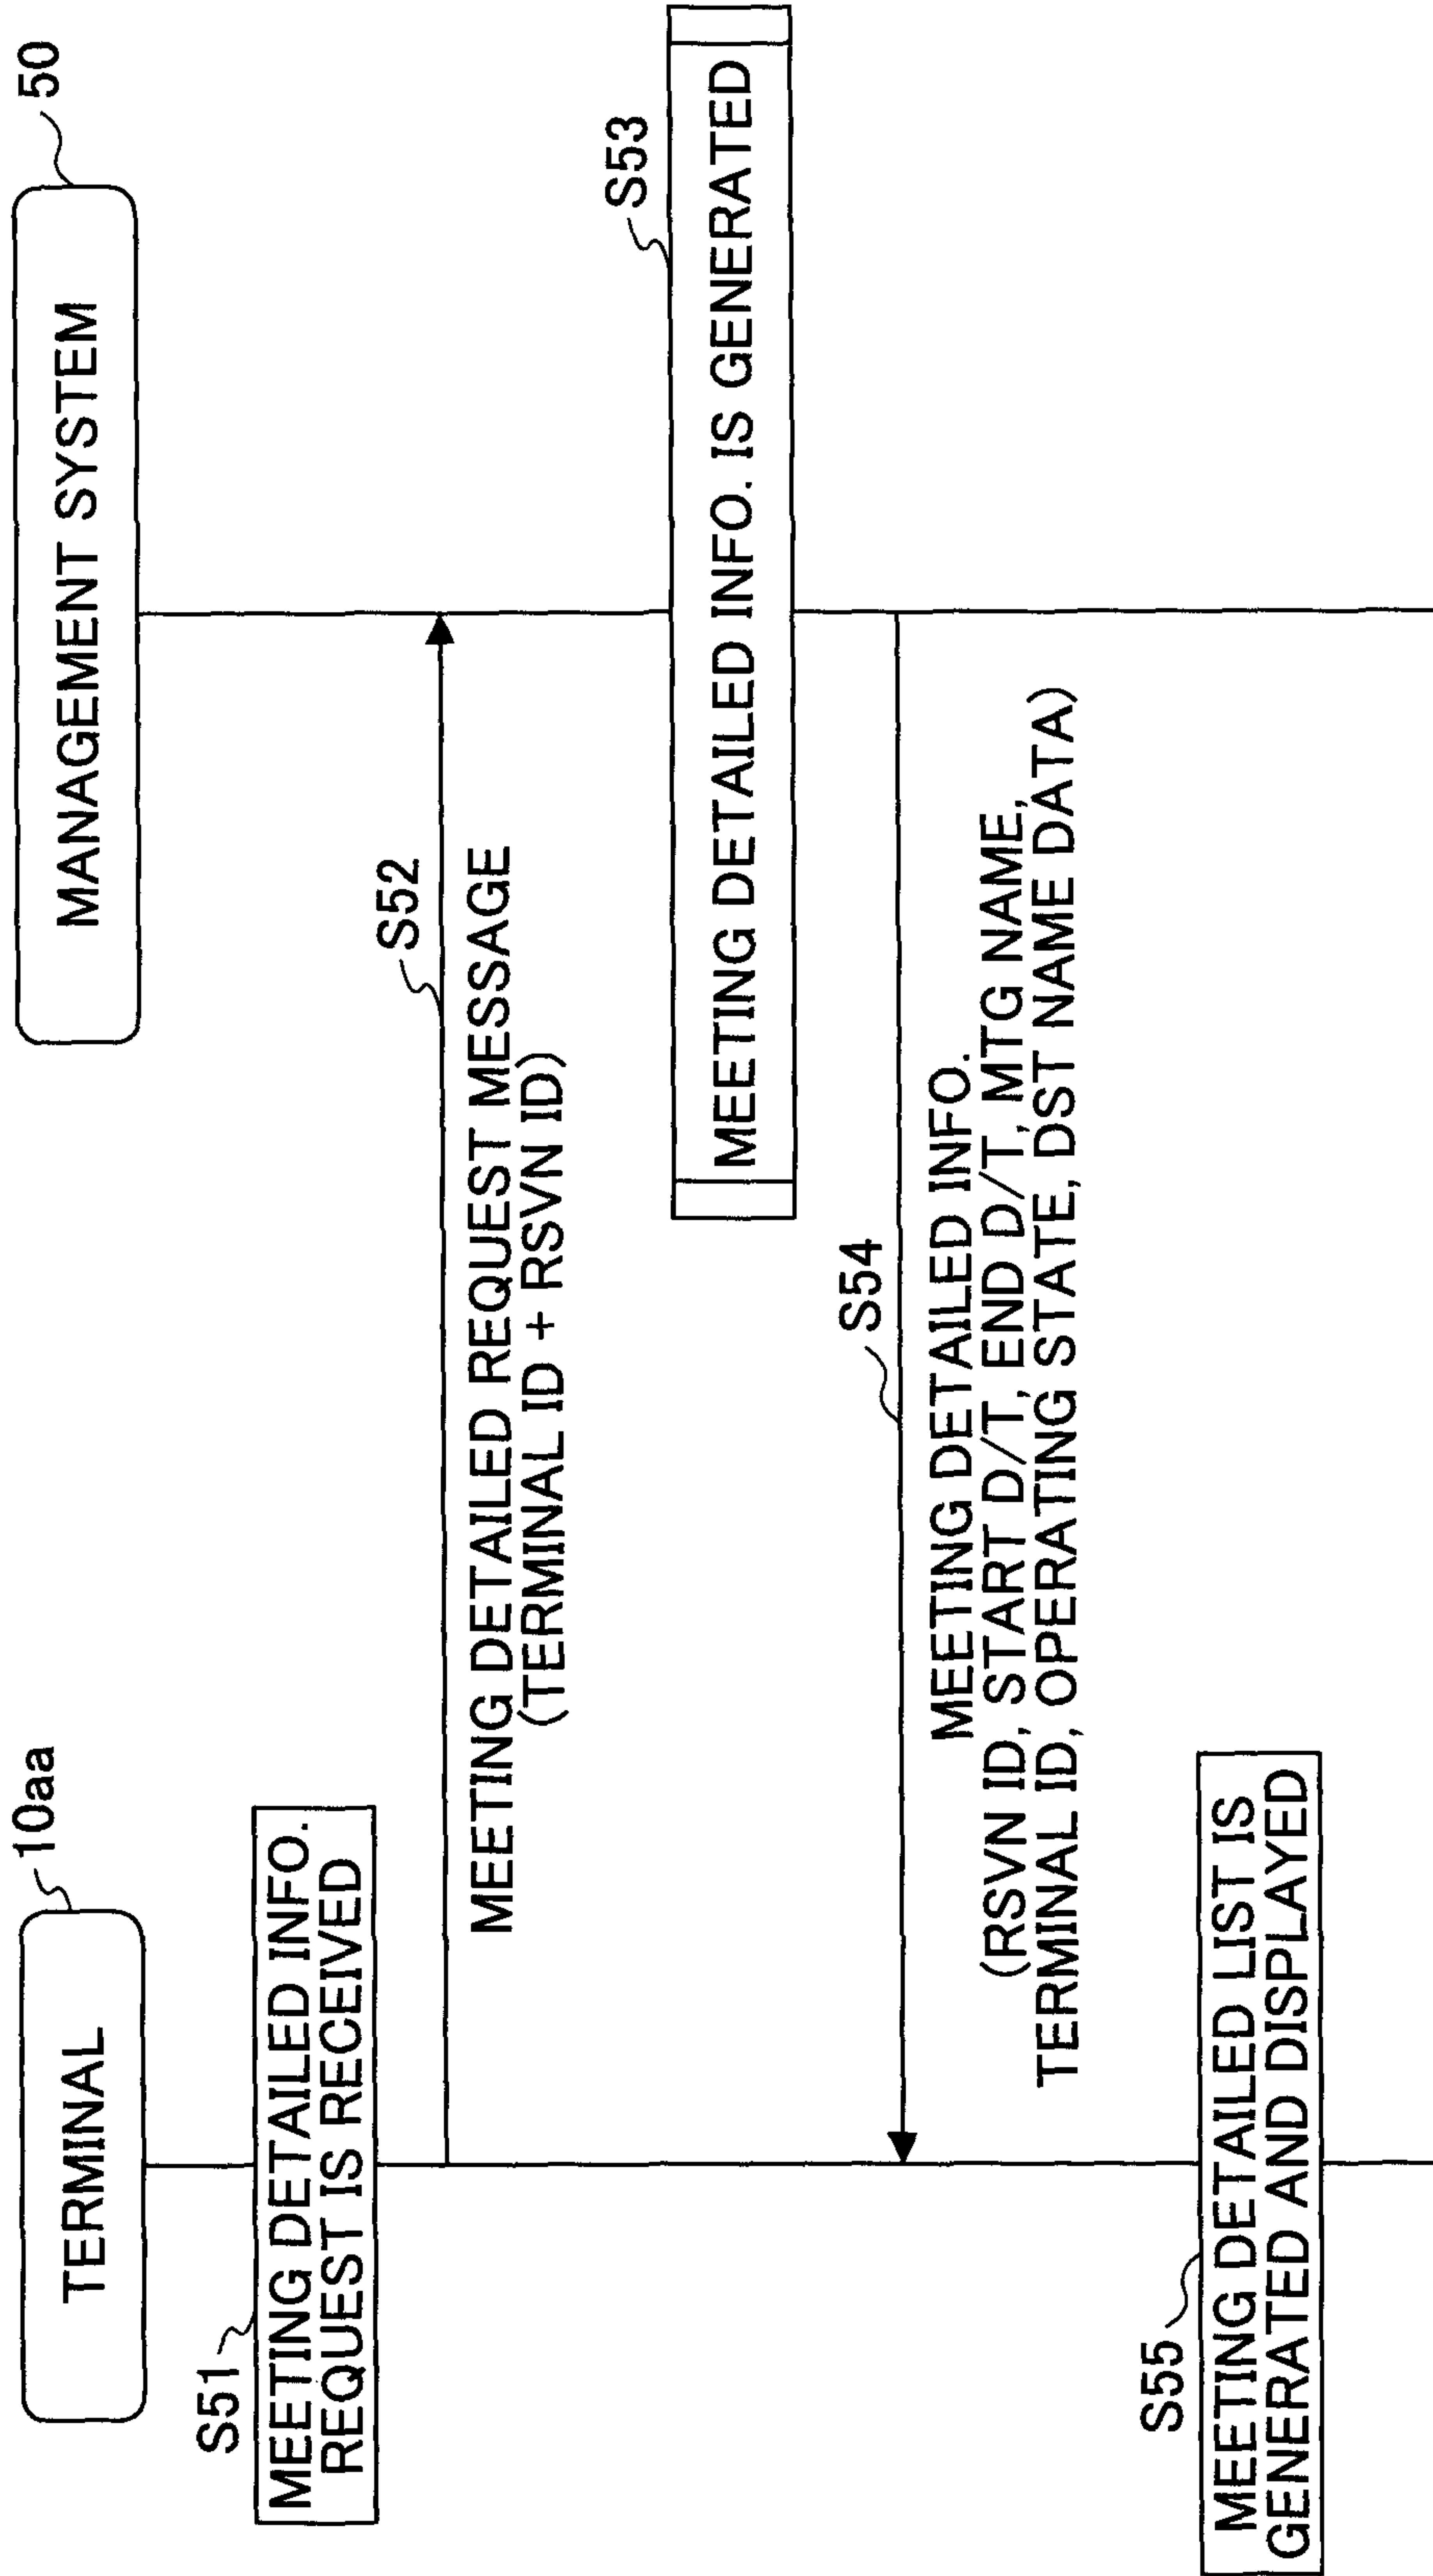 TERMINAL
10aa
MANAGEMENT SYSTEM
50
S51
MEETING DETAILED INFO.
REQUEST IS RECEIVED
S52
MEETING DETAILED REQUEST MESSAGE
(TERMINAL ID + RSVN ID)
S53
MEETING DETAILED INFO. IS GENERATED
S54
MEETING DETAILED INFO.
(RSVN ID, START D/T, END D/T, MTG NAME,
TERMINAL ID, OPERATING STATE, DST NAME DATA)
S55
MEETING DETAILED LIST IS
GENERATED AND DISPLAYED